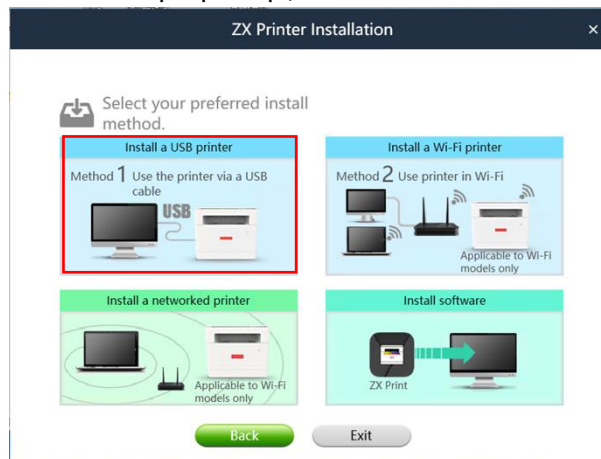 ZX Printer Installation
×
Select your preferred install
method.
Install a USB printer
Method 1 Use the printer via a USB
cable
USB
Install a Wi-Fi printer
Method 2 Use printer in Wi-Fi
Applicable to Wi-Fi
models only
Install a networked printer
Applicable to Wi-Fi
models only
Install software
ZX Print
Back
Exit